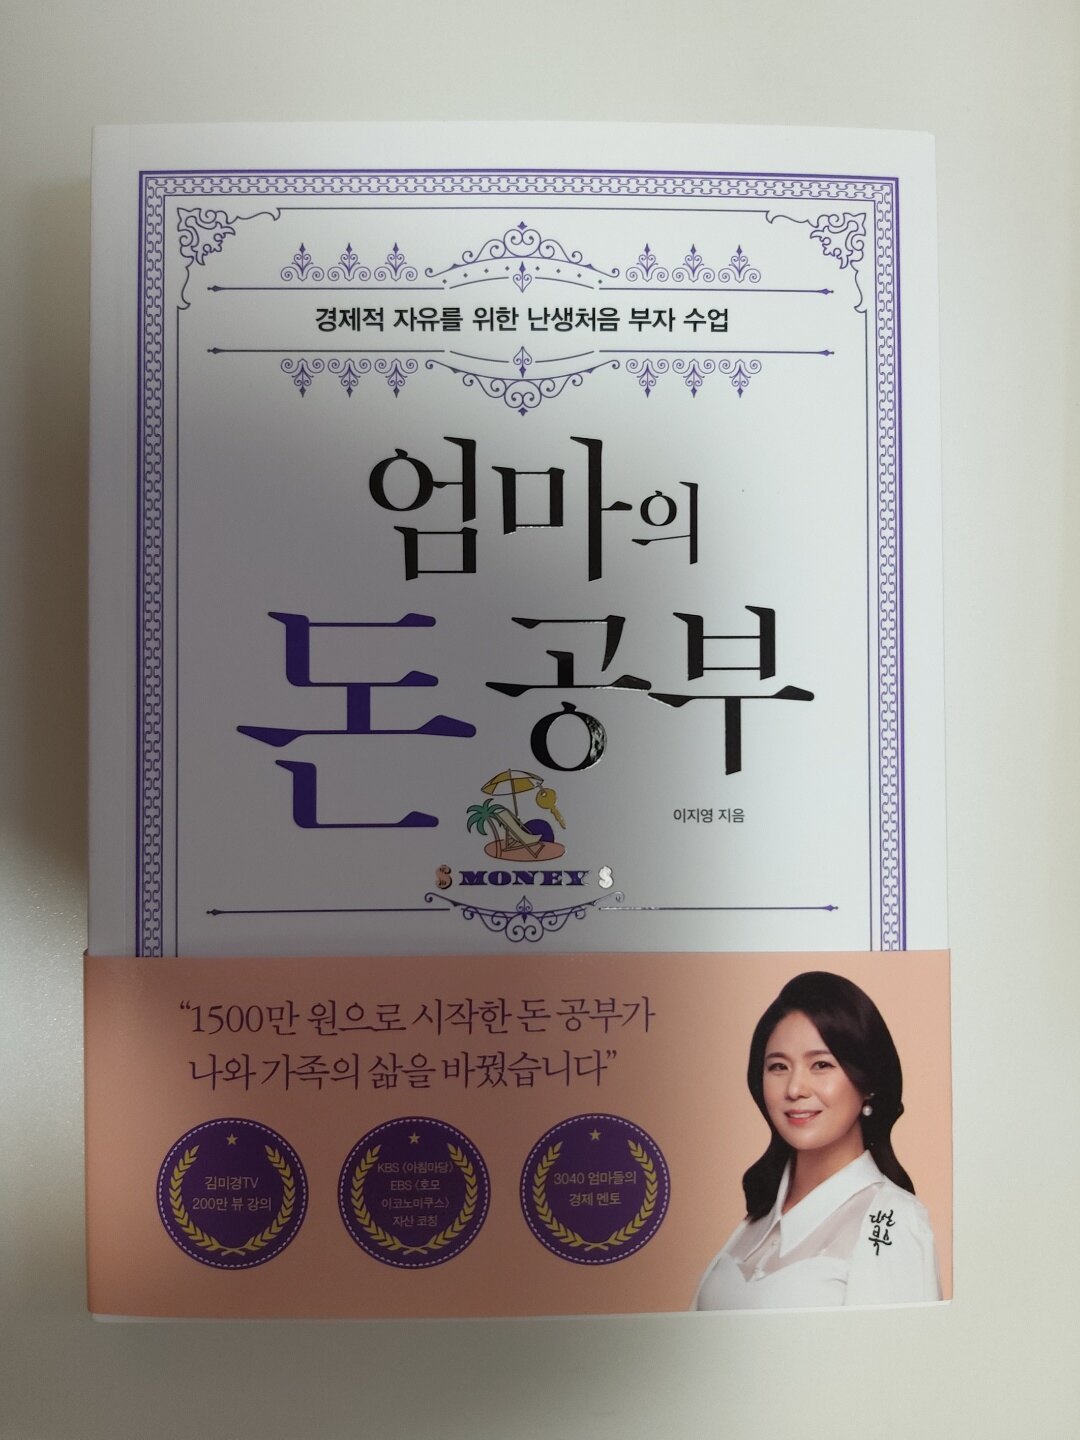 경제적 자유를 위한 난생처음 부자 수업
엄마의
돈 공부
이지영 지음
$ MONEY $
“1500만 원으로 시작한 돈 공부가
나와 가족의 삶을 바꿨습니다”
김미경TV
200만 뷰 강의
KBS 〈아침마당〉
EBS 〈호모
이코노미쿠스〉
자산 코칭
3040 엄마들의
경제 멘토
다산
북스